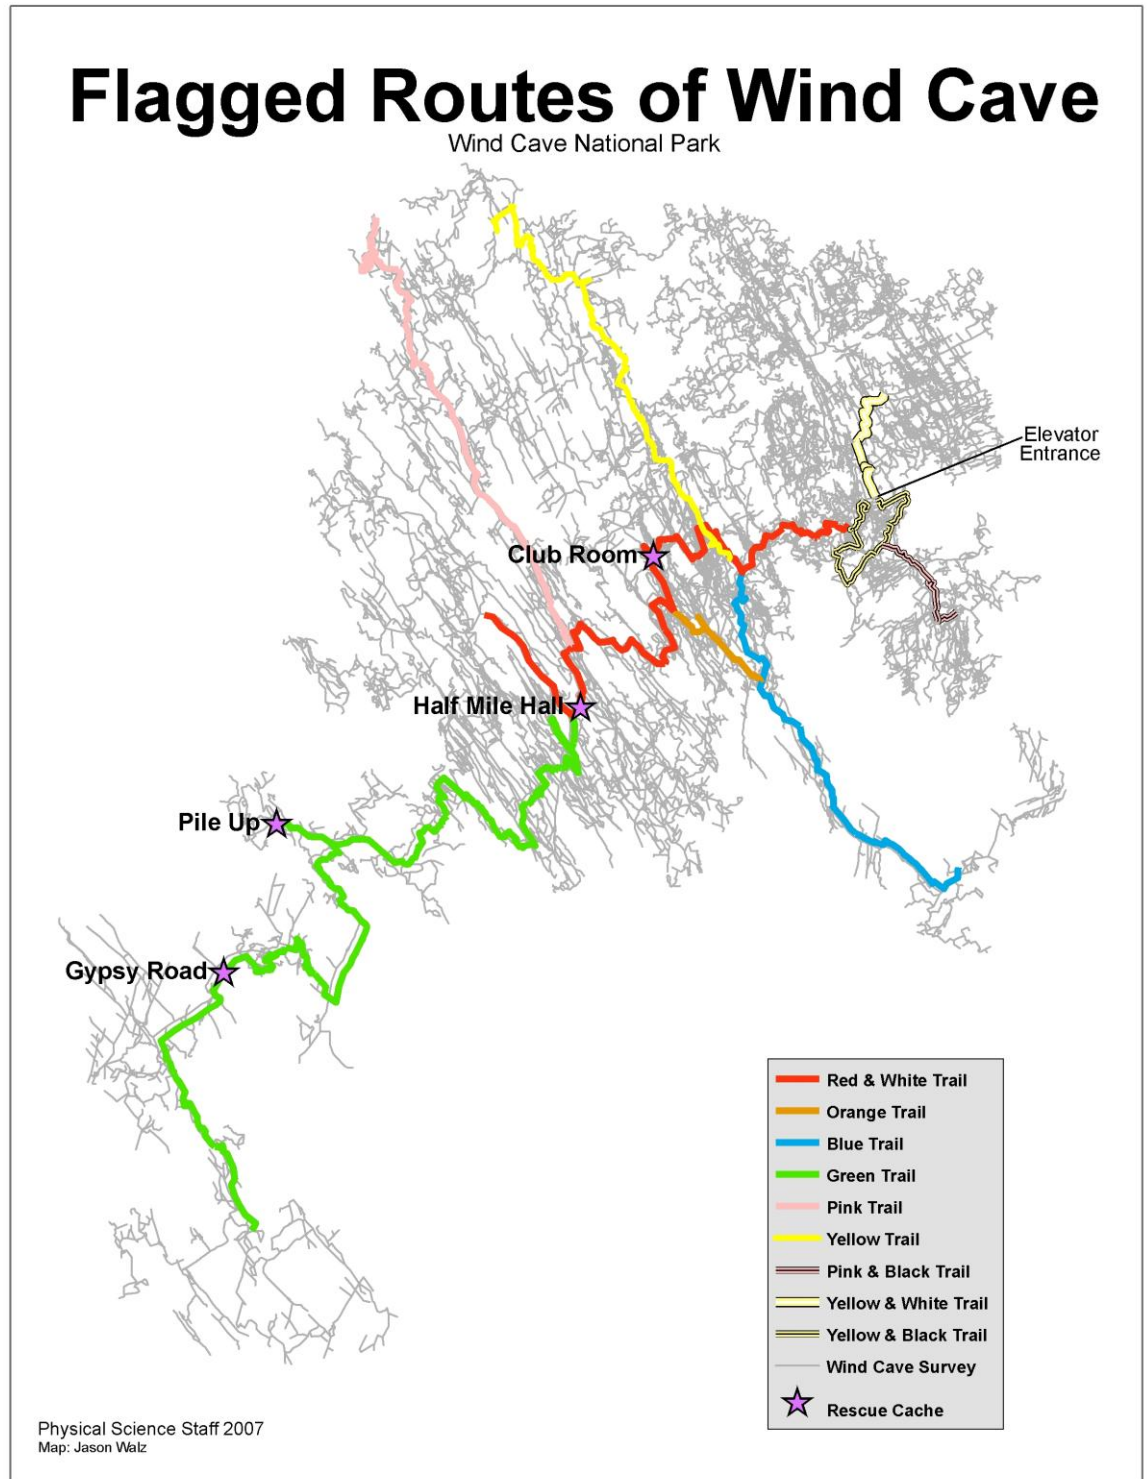 Flagged Routes of Wind Cave
Wind Cave National Park
Elevator
Entrance
Club Room
Half Mile Hall
Pile Up
Gypsy Road
Red & White Trail
Orange Trail
Blue Trail
Green Trail
Pink Trail
Yellow Trail
Pink & Black Trail
Yellow & White Trail
Yellow & Black Trail
Wind Cave Survey
Rescue Cache
Physical Science Staff 2007
Map: Jason Walz